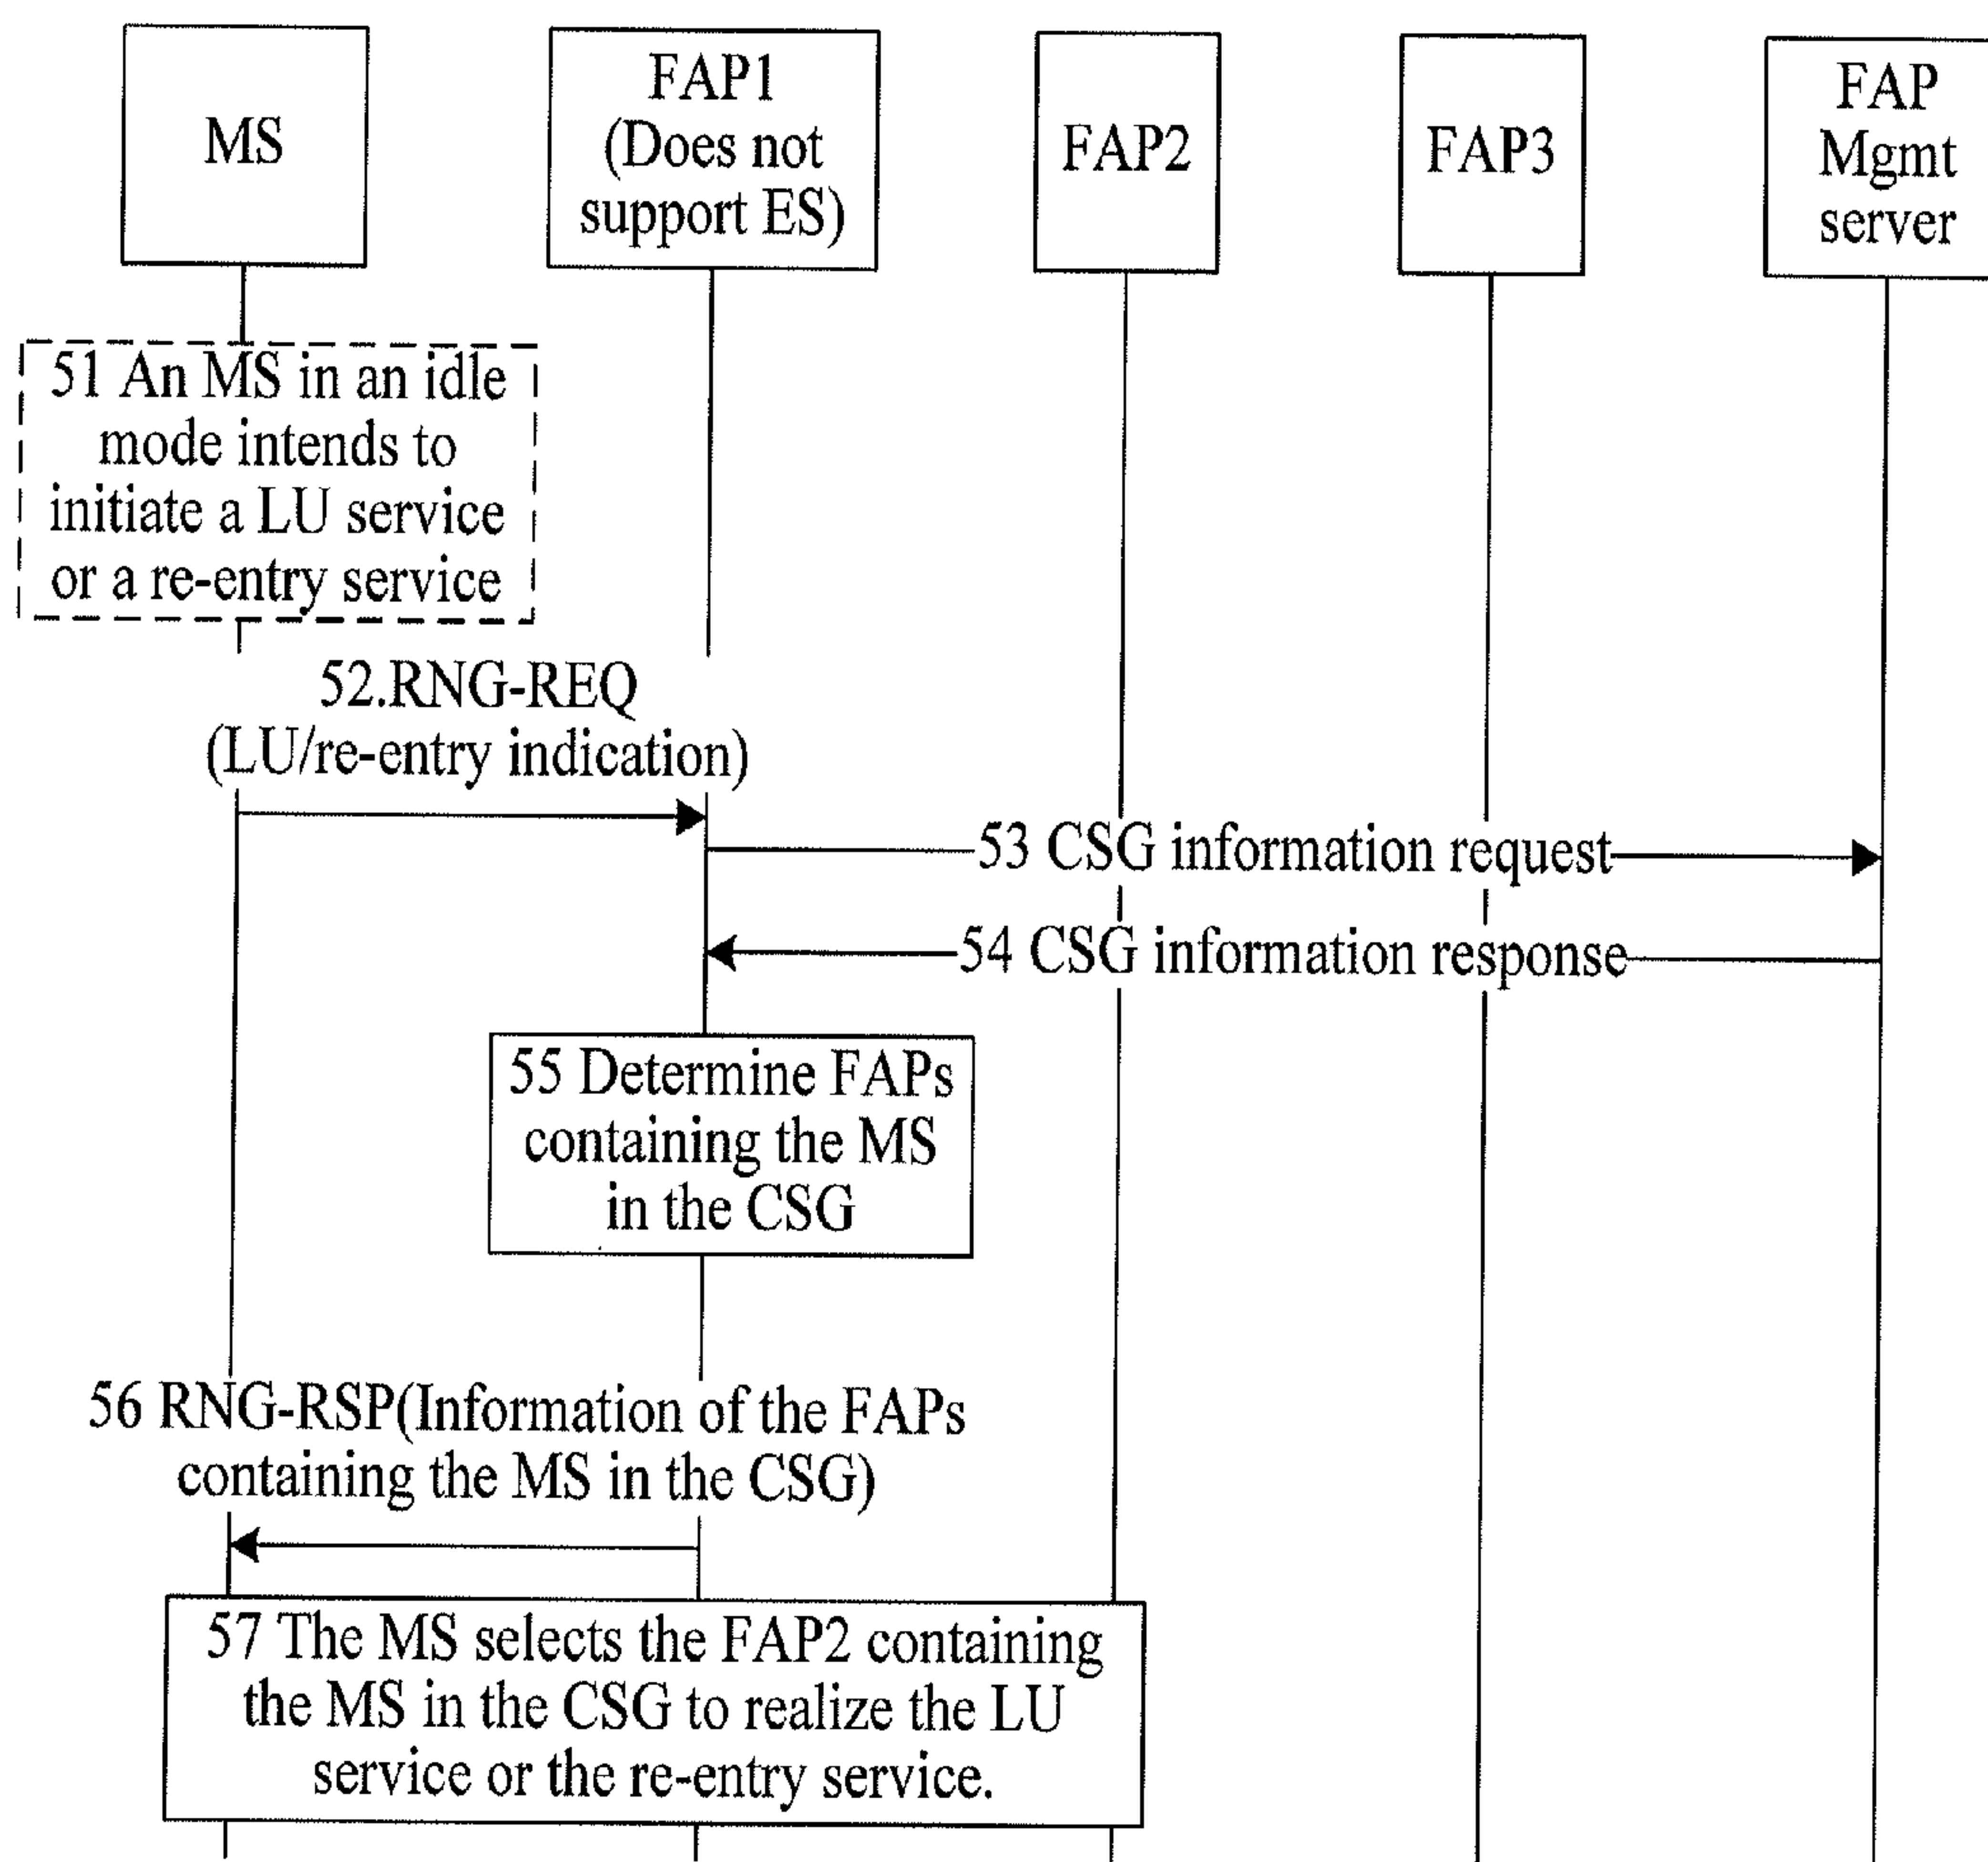 MS
FAP1
(Does not
support ES)
FAP2
FAP3
FAP
Mgmt
server
51 An MS in an idle
mode intends to
initiate a LU service
or a re-entry service
52.RNG-REQ
(LU/re-entry indication)
53 CSG information request
54 CSG information response
55 Determine FAPs
containing the MS
in the CSG
56 RNG-RSP(Information of the FAPs
containing the MS in the CSG)
57 The MS selects the FAP2 containing
the MS in the CSG to realize the LU
service or the re-entry service.